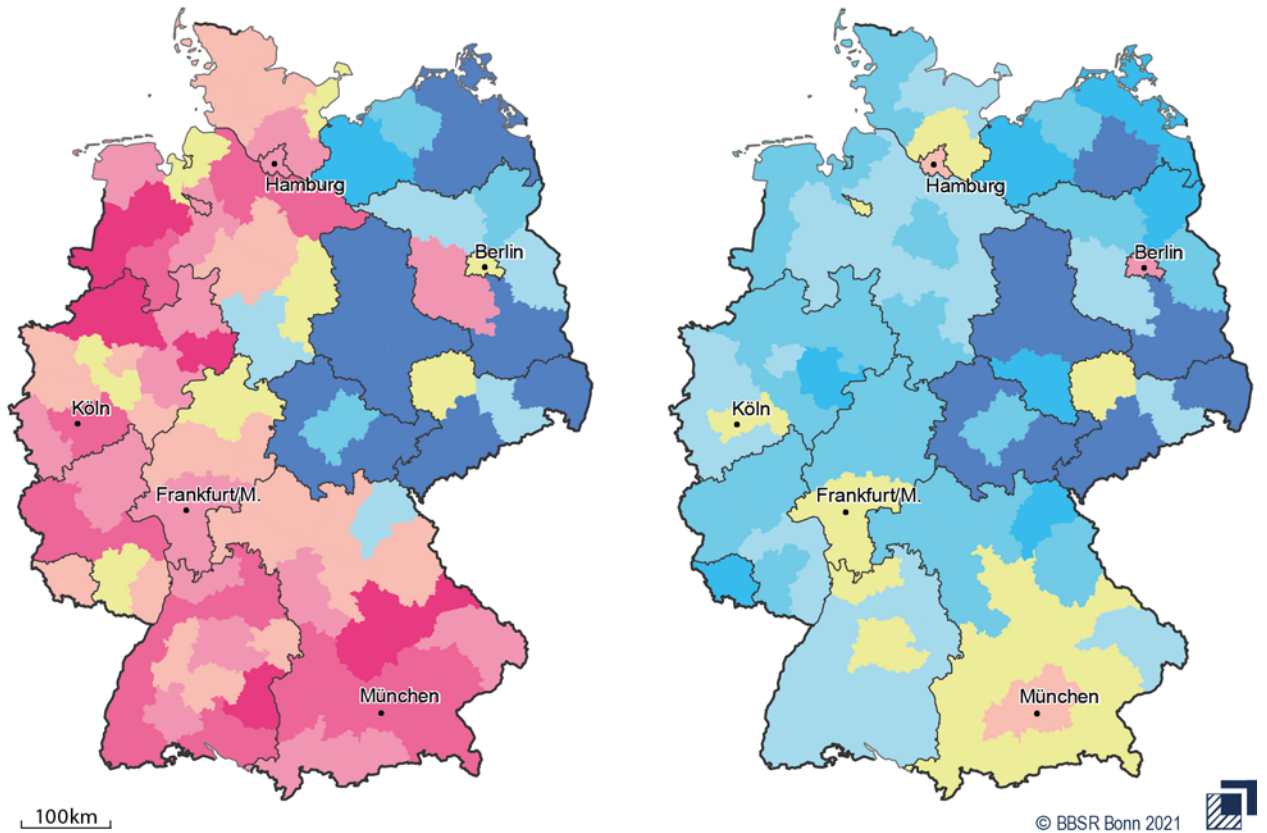 Hamburg
Hamburg
Berlin
Berlin
Köln
Köln
Frankfurt/M.
Frankfurt/M.
München
München
100km
© BBSR Bonn 2021